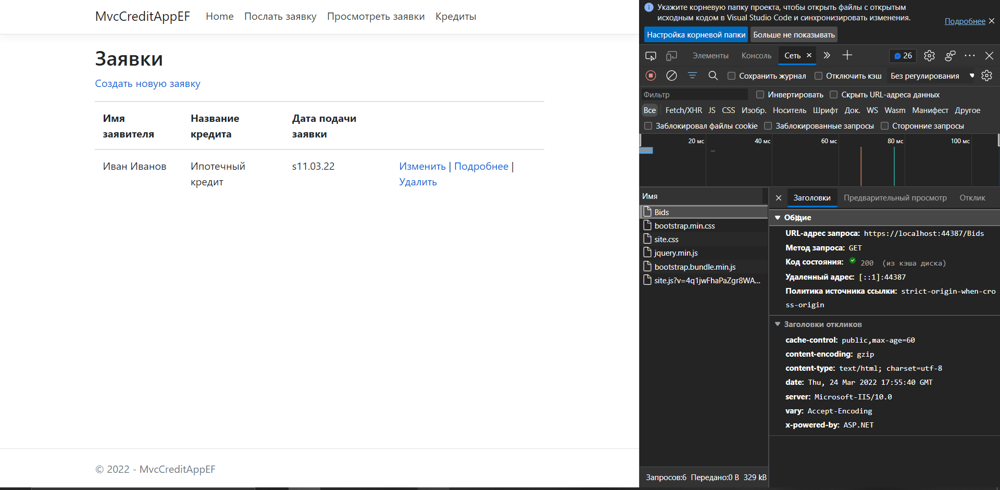 MvcCreditAppEF Home Послать заявку Просмотреть заявки Кредиты
Заявки
Создать новую заявку
Имя заявителя Название кредита Дата подачи заявки
Иван Иванов Ипотечный кредит s11.03.22 Изменить | Подробнее | Удалить
© 2022 - MvcCreditAppEF
Укажите корневую папку проекта, чтобы открыть файлы с открытым
исходным кодом в Visual Studio Code и синхронизировать изменения.
Подробнее
Настройка корневой папки Больше не показывать
Элементы Консоль Сеть 26
Сохранить журнал Отключить кэш Без регулирования
Фильтр Инвертировать Скрыть URL-адреса данных
Все Fetch/XHR JS CSS Изобр. Носитель Шрифт Док. WS Wasm Манифест Другое
Заблокировал файлы cookie Заблокированные запросы Сторонние запросы
20 мс 40 мс 60 мс 80 мс 100 мс
Имя
Bids
bootstrap.min.css
site.css
jquery.min.js
bootstrap.bundle.min.js
site.js?v=4q1jwFhaPaZgr8WA...
Запросов:6 Передано:0 B 329 kB
Заголовки Предварительный просмотр Отклик
Общие
URL-адрес запроса: https://localhost:44387/Bids
Метод запроса: GET
Код состояния: 200 (из кэша диска)
Удаленный адрес: [::1]:44387
Политика источника ссылки: strict-origin-when-cro
ss-origin
Заголовки откликов
cache-control: public,max-age=60
content-encoding: gzip
content-type: text/html; charset=utf-8
date: Thu, 24 Mar 2022 17:55:40 GMT
server: Microsoft-IIS/10.0
vary: Accept-Encoding
x-powered-by: ASP.NET